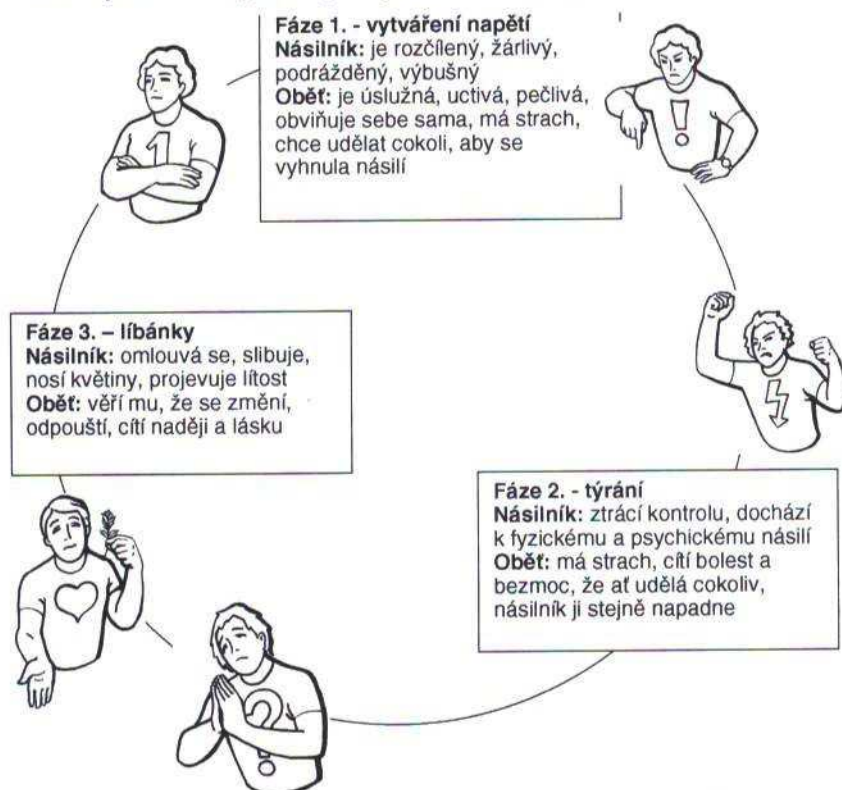 Fáze 1. - vytváření napětí
Násilník: je rozčílený, žárlivý,
podrážděný, výbušný
Oběť: je úslužná, uctivá, pečlivá,
obviňuje sebe sama, má strach,
chce udělat cokoli, aby se
vyhnula násilí
1
!
Fáze 2. - týrání
Násilník: ztrácí kontrolu, dochází
k fyzickému a psychickému násilí
Oběť: má strach, cítí bolest a
bezmoc, že ať udělá cokoliv,
násilník ji stejně napadne
Fáze 3. – líbánky
Násilník: omlouvá se, slibuje,
nosí květiny, projevuje lítost
Oběť: věří mu, že se změní,
odpouští, cítí naději a lásku
?